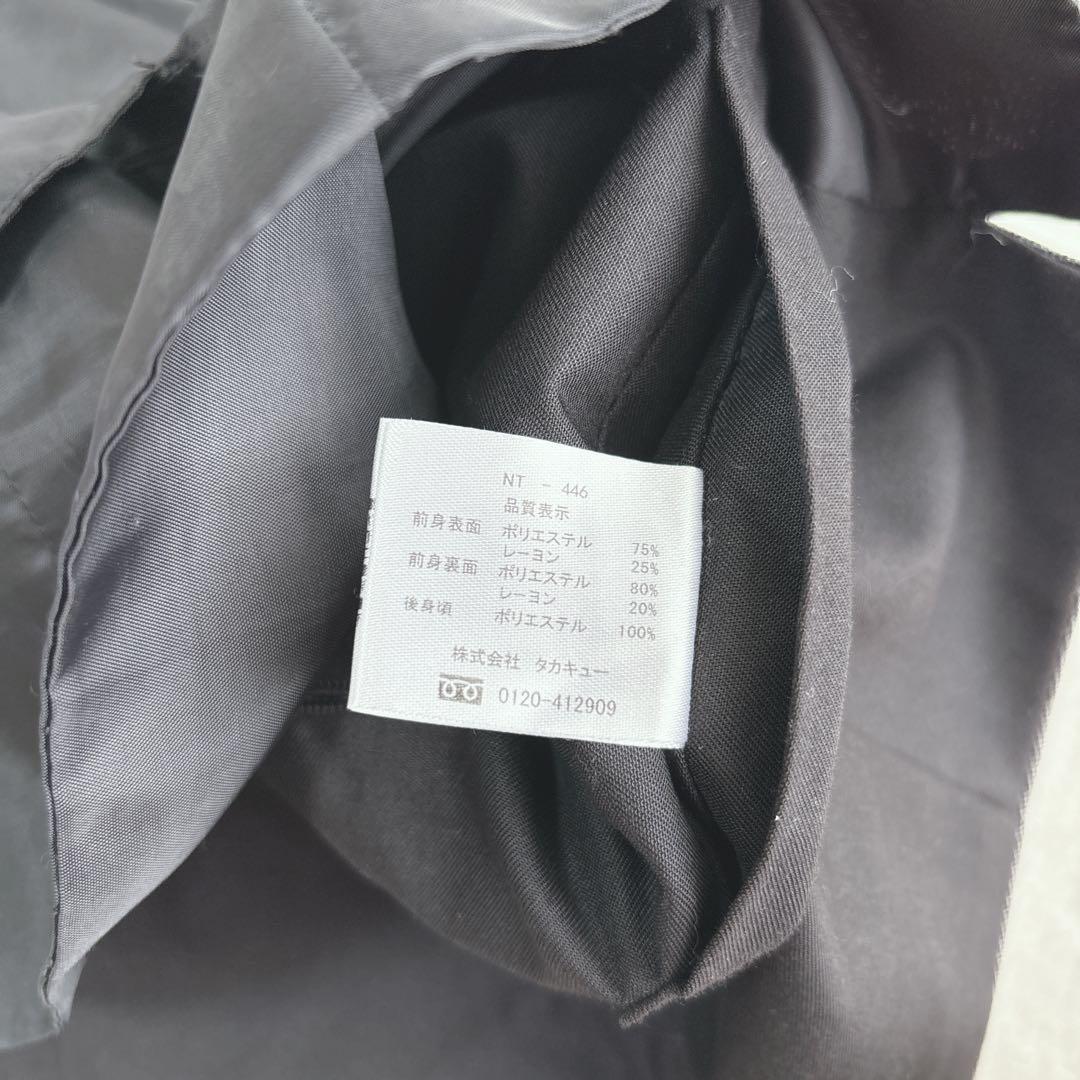 NT - 446
品質表示
前身表面 ポリエステル 75%
レーヨン 25%
前身裏面 ポリエステル 80%
レーヨン 20%
後身頃 ポリエステル 100%
株式会社 タカキュー
0120-412909